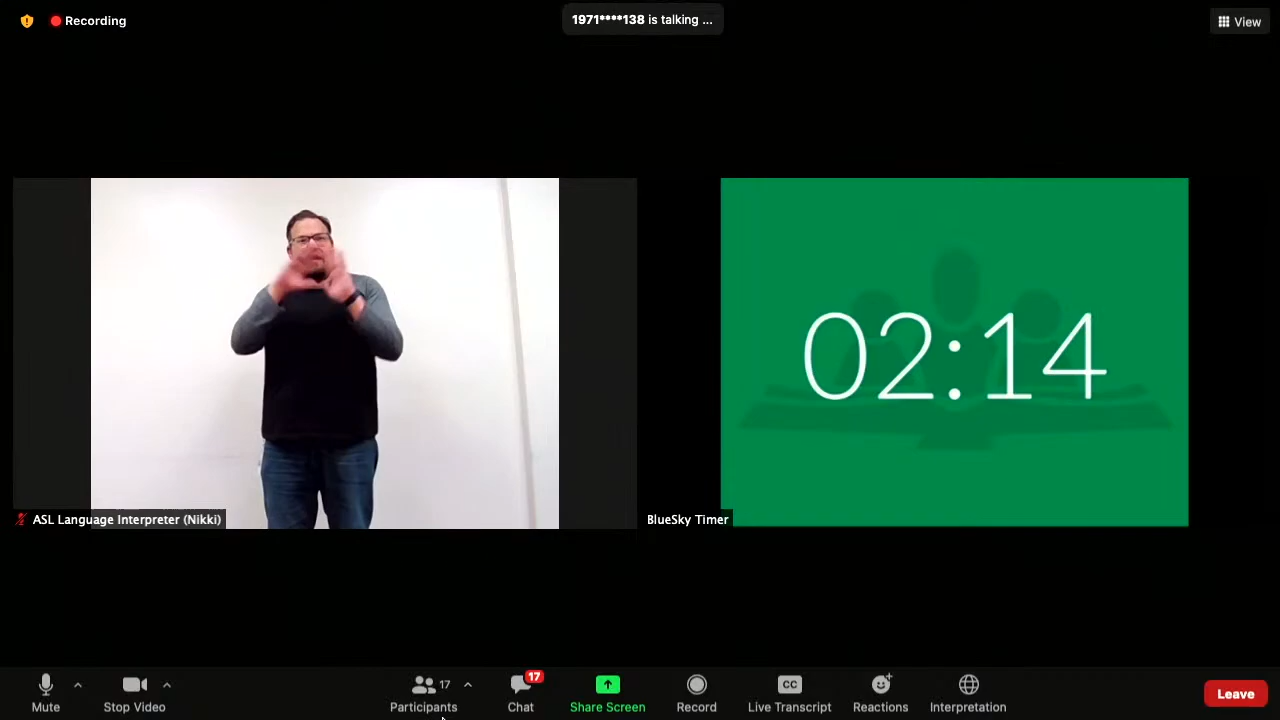 Recording
1971****138 is talking ...
View
02:14
ASL Language Interpreter (Nikki)
BlueSky Timer
Mute
Stop Video
17
Participants
17
Chat
Share Screen
Record
CC
Live Transcript
Reactions
Interpretation
Leave